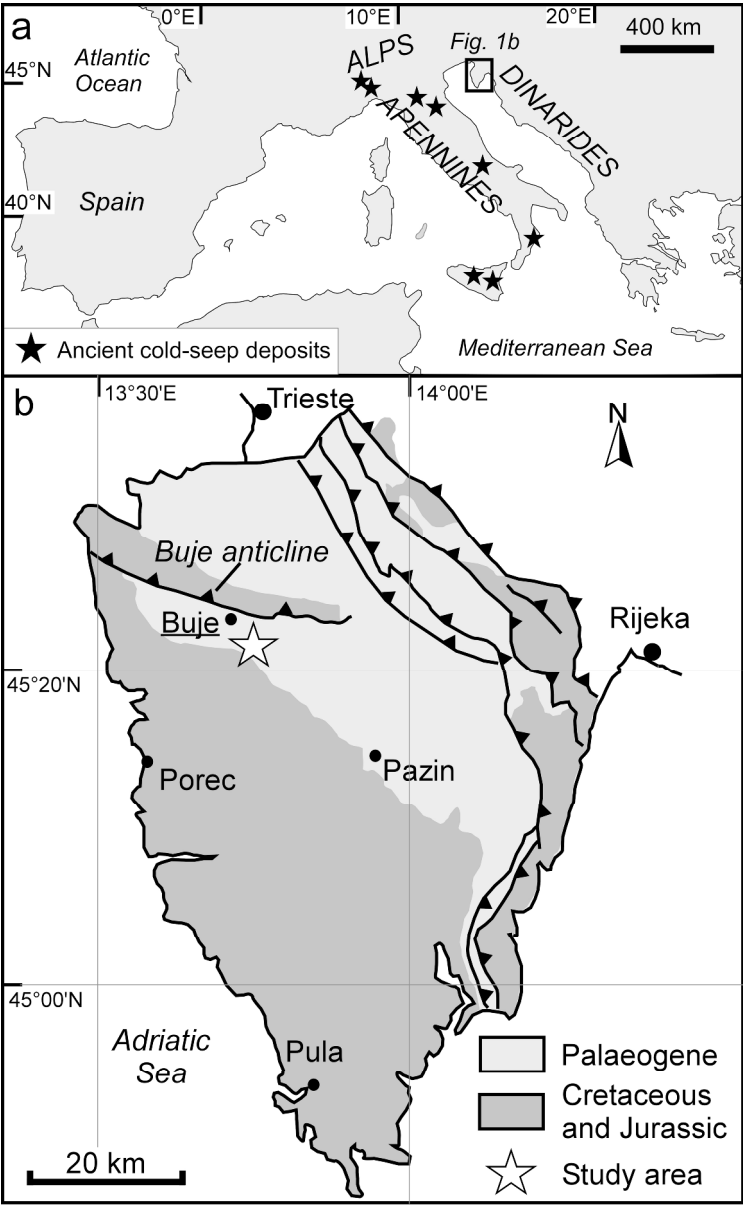 a
0°E
10°E
20°E
Atlantic
Ocean
ALPS
Fig. 1b
400 km
45°N
APENNINES
DINARIDES
40°N
Spain
Ancient cold-seep deposits
Mediterranean Sea
b
13°30'E
14°00'E
Trieste
N
Buje anticline
Buje
Rijeka
45°20'N
Porec
Pazin
45°00'N
Adriatic
Sea
Pula
Palaeogene
Cretaceous
and Jurassic
Study area
20 km